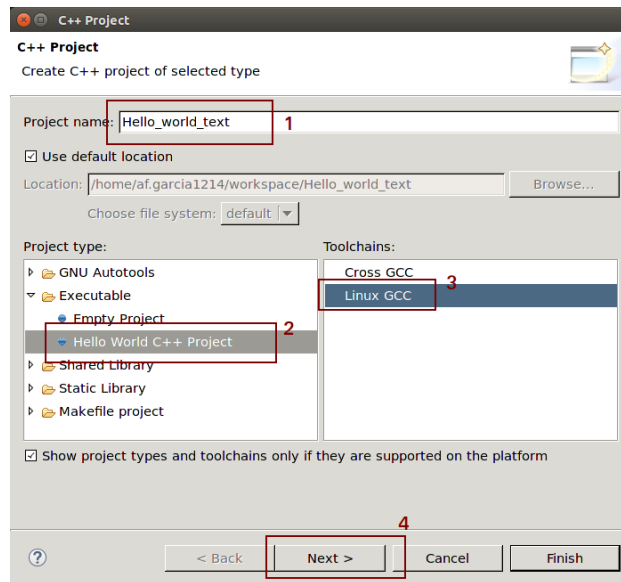 C++ Project
C++ Project
Create C++ project of selected type
Project name: Hello_world_text 1
Use default location
Location: /home/af.garcia1214/workspace/Hello_world_text Browse...
Choose file system: default
Project type:
GNU Autotools
Executable
Empty Project
Hello World C++ Project 2
Shared Library
Static Library
Makefile project
Toolchains:
Cross GCC
Linux GCC 3
Show project types and toolchains only if they are supported on the platform
4
? < Back Next > Cancel Finish